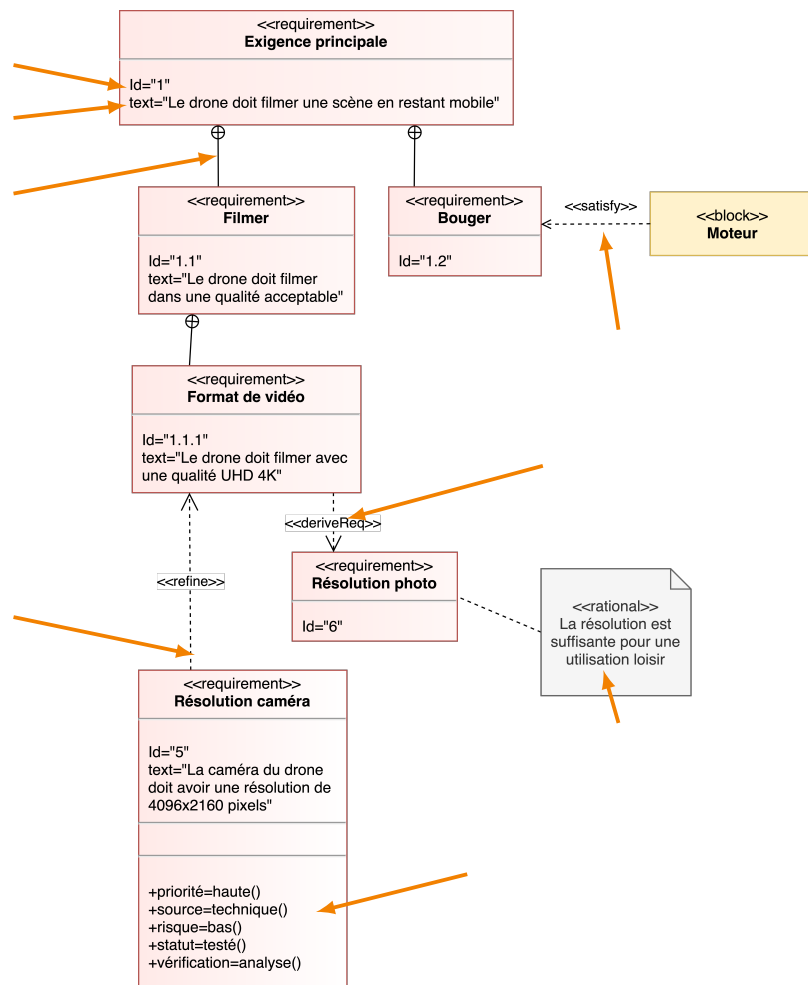 <<requirement>>
Exigence principale
Id="1"
text="Le drone doit filmer une scène en restant mobile"
<<requirement>>
Filmer
Id="1.1"
text="Le drone doit filmer
dans une qualité acceptable"
<<requirement>>
Bouger
Id="1.2"
<<satisfy>>
<<block>>
Moteur
<<requirement>>
Format de vidéo
Id="1.1.1"
text="Le drone doit filmer avec
une qualité UHD 4K"
<<deriveReq>>
<<refine>>
<<requirement>>
Résolution photo
Id="6"
<<rational>>
La résolution est
suffisante pour une
utilisation loisir
<<requirement>>
Résolution caméra
Id="5"
text="La caméra du drone
doit avoir une résolution de
4096x2160 pixels"
+priorité=haute()
+source=technique()
+risque=bas()
+statut=testé()
+vérification=analyse()